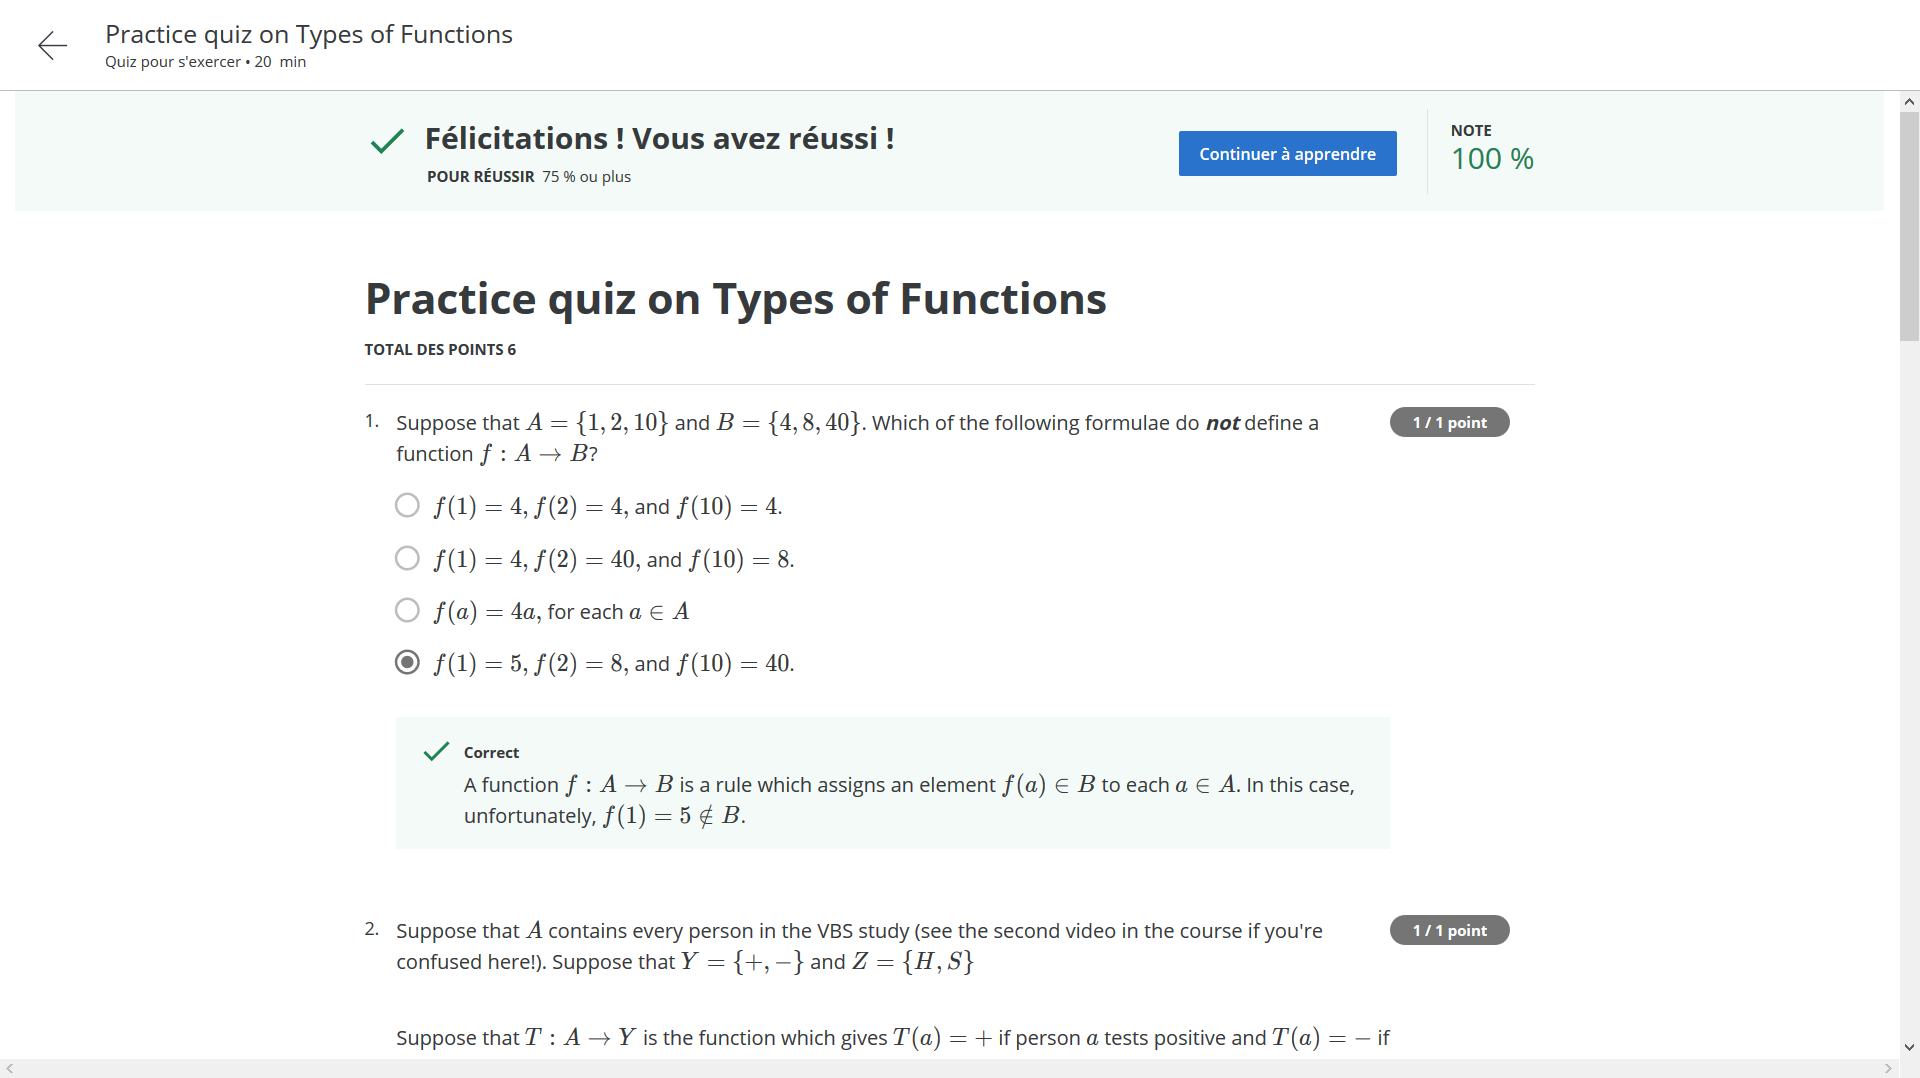 Practice quiz on Types of Functions
Quiz pour s'exercer • 20 min
Félicitations ! Vous avez réussi !
POUR RÉUSSIR 75 % ou plus
Continuer à apprendre
NOTE
100 %
Practice quiz on Types of Functions
TOTAL DES POINTS 6
1. Suppose that A = {1, 2, 10} and B = {4, 8, 40}. Which of the following formulae do not define a
function f : A → B?
1 / 1 point
f(1) = 4, f(2) = 4, and f(10) = 4.
f(1) = 4, f(2) = 40, and f(10) = 8.
f(a) = 4a, for each a ∈ A
f(1) = 5, f(2) = 8, and f(10) = 40.
Correct
A function f : A → B is a rule which assigns an element f(a) ∈ B to each a ∈ A. In this case,
unfortunately, f(1) = 5 ∉ B.
2. Suppose that A contains every person in the VBS study (see the second video in the course if you're
confused here!). Suppose that Y = {+, −} and Z = {H, S}
1 / 1 point
Suppose that T : A → Y is the function which gives T(a) = + if person a tests positive and T(a) = − if